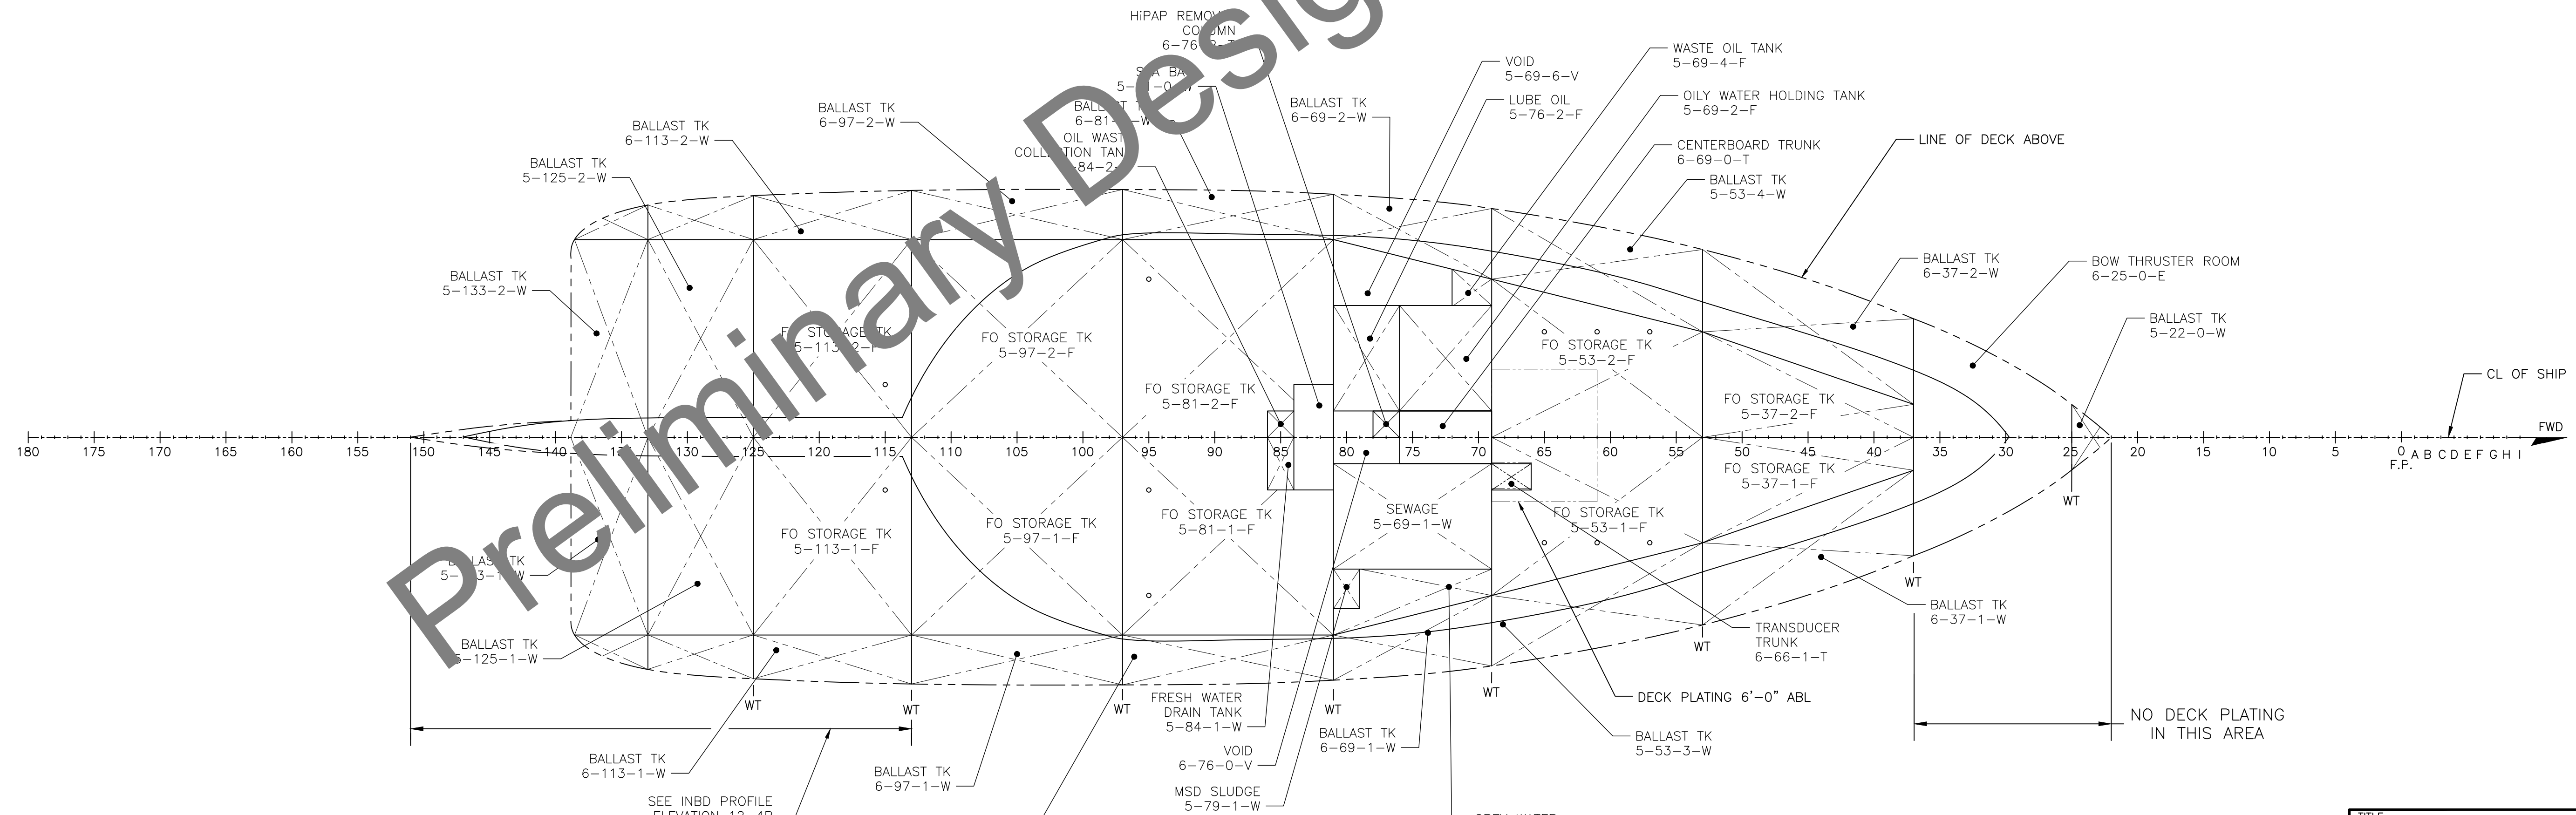 HiPAP REMOV
COLUMN
BALLAST TK
6-97-2-W
BALLAST TK
6-113-2-W
BALLAST TK
5-125-2-W
BALLAST TK
5-133-2-W
OIL WAST
BALLAST TK
6-69-2-W
VOID
5-69-6-V
LUBE OIL
5-76-2-F
WASTE OIL TANK
5-69-4-F
OILY WATER HOLDING TANK
5-69-2-F
CENTERBOARD TRUNK
6-69-0-T
BALLAST TK
5-53-4-W
LINE OF DECK ABOVE
BALLAST TK
6-37-2-W
BOW THRUSTER ROOM
6-25-0-E
BALLAST TK
5-22-0-W
CL OF SHIP
FWD
FO STORAGE TK
FO STORAGE TK
5-97-2-F
FO STORAGE TK
5-81-2-F
FO STORAGE TK
5-53-2-F
FO STORAGE TK
5-37-2-F
180 175 170 165 160 155 150 145 140 135 130 125 120 115 110 105 100 95 90 85 80 75 70 65 60 55 50 45 40 35 30 25 20 15 10 5 0 A B C D E F G H I
F.P.
FO STORAGE TK
5-37-1-F
FO STORAGE TK
5-113-1-F
FO STORAGE TK
5-97-1-F
FO STORAGE TK
5-81-1-F
SEWAGE
5-69-1-W
FO STORAGE TK
5-53-1-F
WT
WT
WT
WT
WT
WT
WT
WT
BALLAST TK
5-125-1-W
BALLAST TK
6-113-1-W
BALLAST TK
6-97-1-W
FRESH WATER
DRAIN TANK
5-84-1-W
VOID
6-76-0-V
MSD SLUDGE
5-79-1-W
BALLAST TK
6-69-1-W
BALLAST TK
5-53-3-W
DECK PLATING 6'-0" ABL
TRANSDUCER
TRUNK
6-66-1-T
BALLAST TK
6-37-1-W
NO DECK PLATING
IN THIS AREA
SEE INBD PROFILE
Preliminary Desig